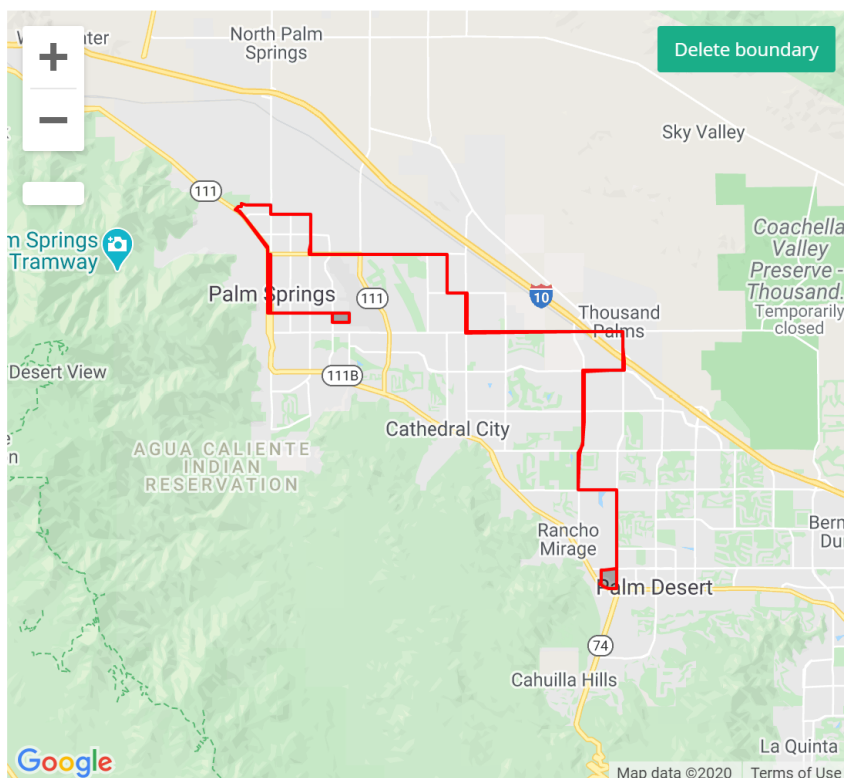 North Palm
Springs
Delete boundary
+
−
Sky Valley
111
m Springs
Tramway
Coachella
Valley
Preserve -
Thousand.
Temporarily
closed
Palm Springs
111
10
Thousand
Palms
Desert View
111B
Cathedral City
AGUA CALIENTE
INDIAN
RESERVATION
Rancho
Mirage
Berm
Du
Palm Desert
74
Cahuilla Hills
La Quinta
Google
Map data ©2020
Terms of Use